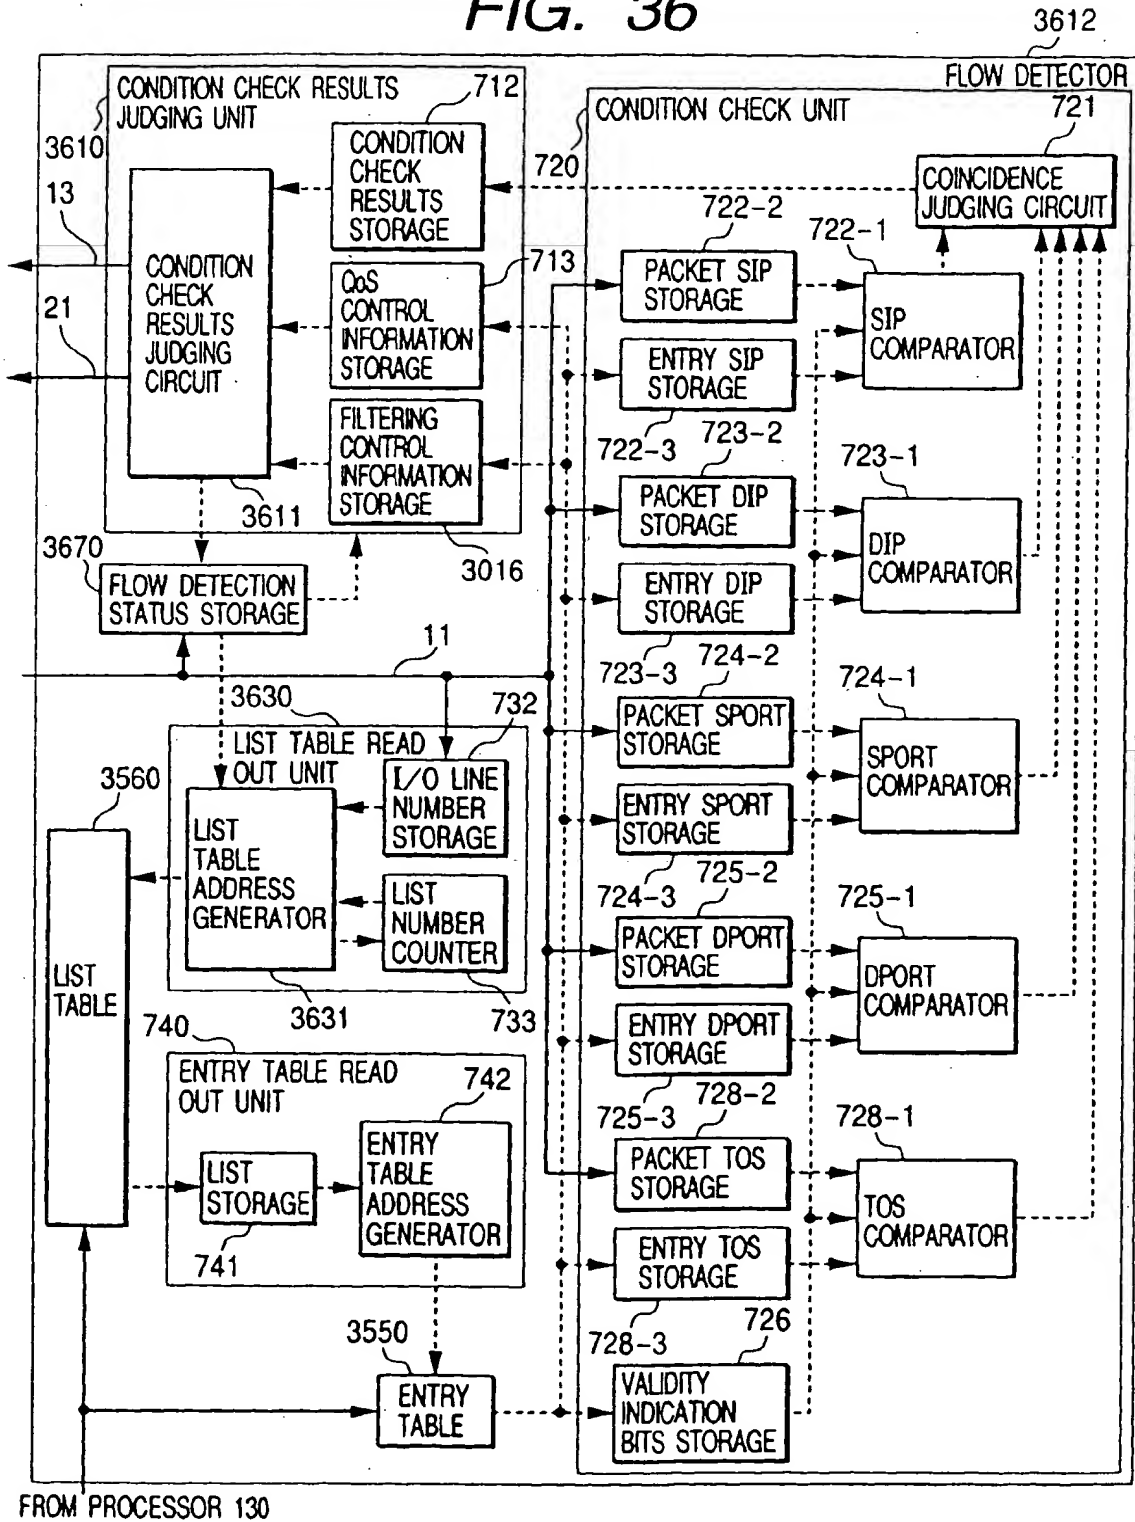 FIG. 36
3612
FLOW DETECTOR
CONDITION CHECK RESULTS
JUDGING UNIT
3610
712
CONDITION
CHECK
RESULTS
STORAGE
13
21
CONDITION
CHECK
RESULTS
JUDGING
CIRCUIT
713
QoS
CONTROL
INFORMATION
STORAGE
FILTERING
CONTROL
INFORMATION
STORAGE
3611
3016
3670
FLOW DETECTION
STATUS STORAGE
11
3630
732
LIST TABLE READ
OUT UNIT
I/O LINE
NUMBER
STORAGE
3560
LIST
TABLE
ADDRESS
GENERATOR
LIST
NUMBER
COUNTER
LIST
TABLE
3631
733
740
ENTRY TABLE READ
OUT UNIT
742
ENTRY
TABLE
ADDRESS
GENERATOR
LIST
STORAGE
741
3550
ENTRY
TABLE
FROM PROCESSOR 130
CONDITION CHECK UNIT
720
721
COINCIDENCE
JUDGING CIRCUIT
722-2
722-1
PACKET SIP
STORAGE
SIP
COMPARATOR
ENTRY SIP
STORAGE
722-3
723-2
723-1
PACKET DIP
STORAGE
DIP
COMPARATOR
ENTRY DIP
STORAGE
723-3
724-2
724-1
PACKET SPORT
STORAGE
SPORT
COMPARATOR
ENTRY SPORT
STORAGE
724-3
725-2
725-1
PACKET DPORT
STORAGE
DPORT
COMPARATOR
ENTRY DPORT
STORAGE
725-3
728-2
728-1
PACKET TOS
STORAGE
TOS
COMPARATOR
ENTRY TOS
STORAGE
728-3
726
VALIDITY
INDICATION
BITS STORAGE